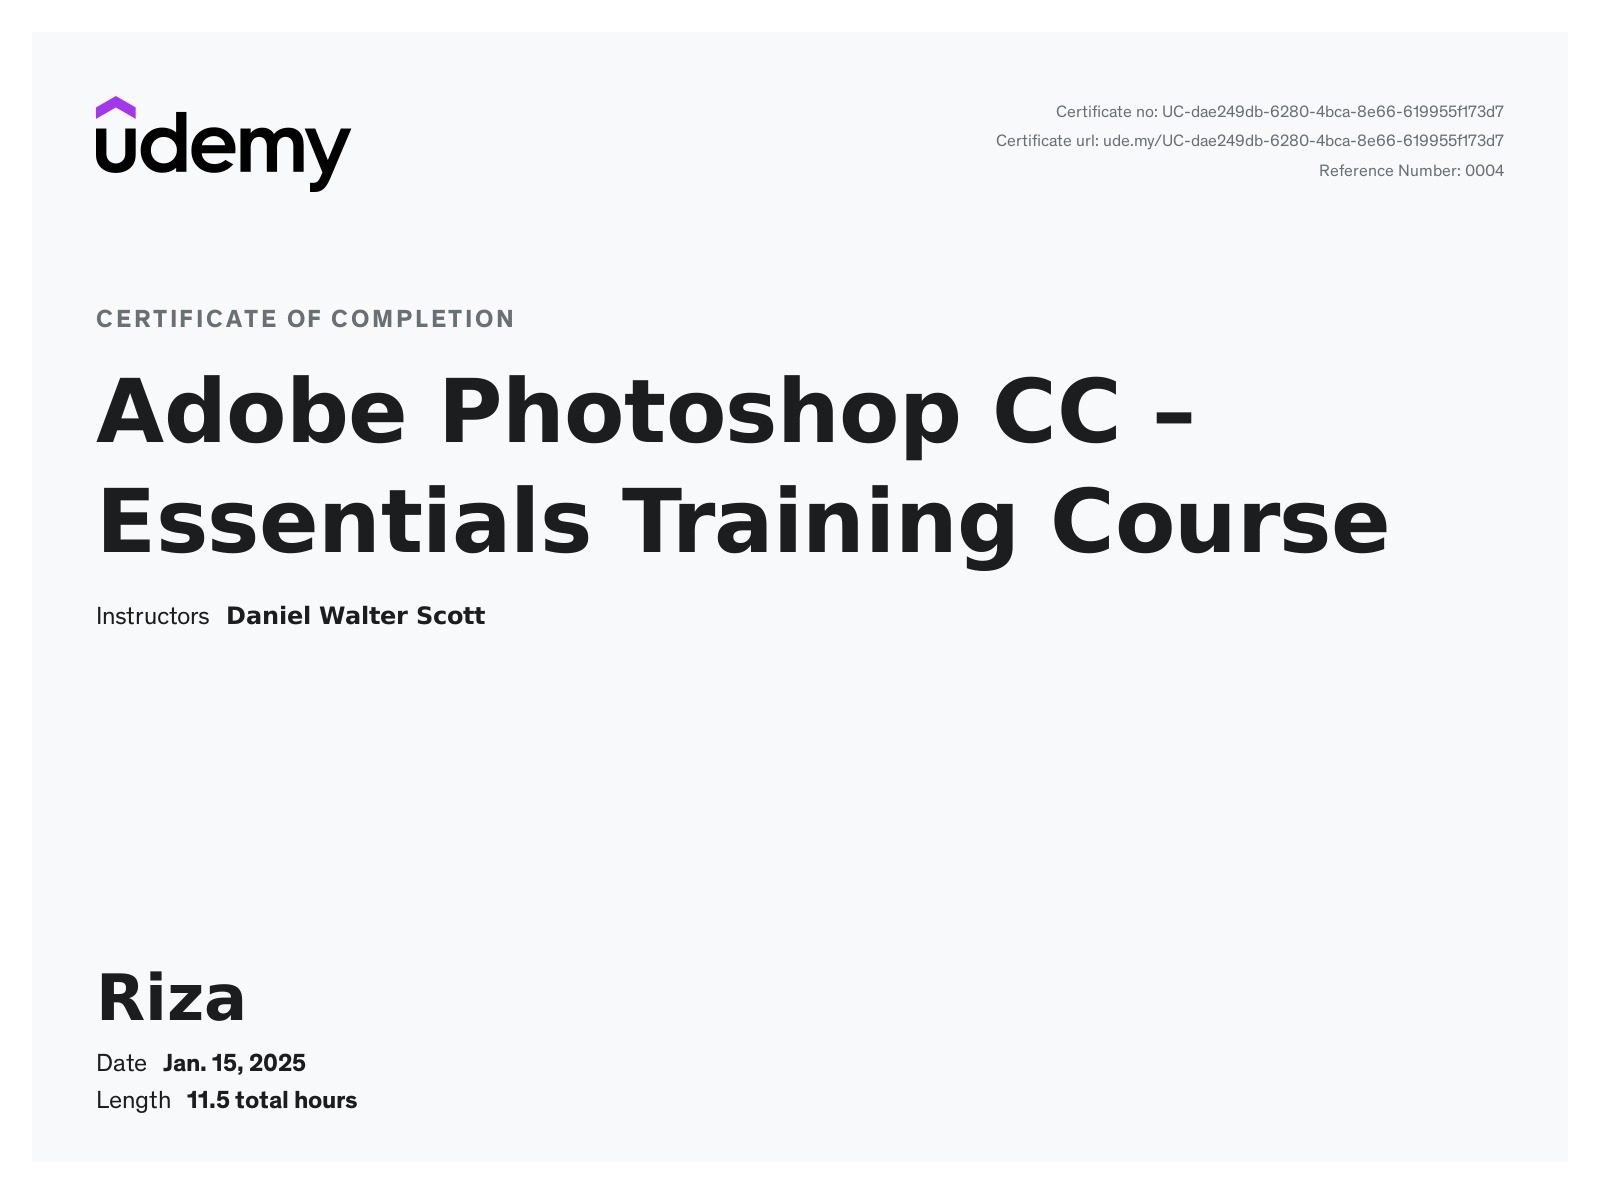 udemy
Certificate no: UC-dae249db-6280-4bca-8e66-619955f173d7
Certificate url: ude.my/UC-dae249db-6280-4bca-8e66-619955f173d7
Reference Number: 0004
CERTIFICATE OF COMPLETION
Adobe Photoshop CC –
Essentials Training Course
Instructors Daniel Walter Scott
Riza
Date Jan. 15, 2025
Length 11.5 total hours